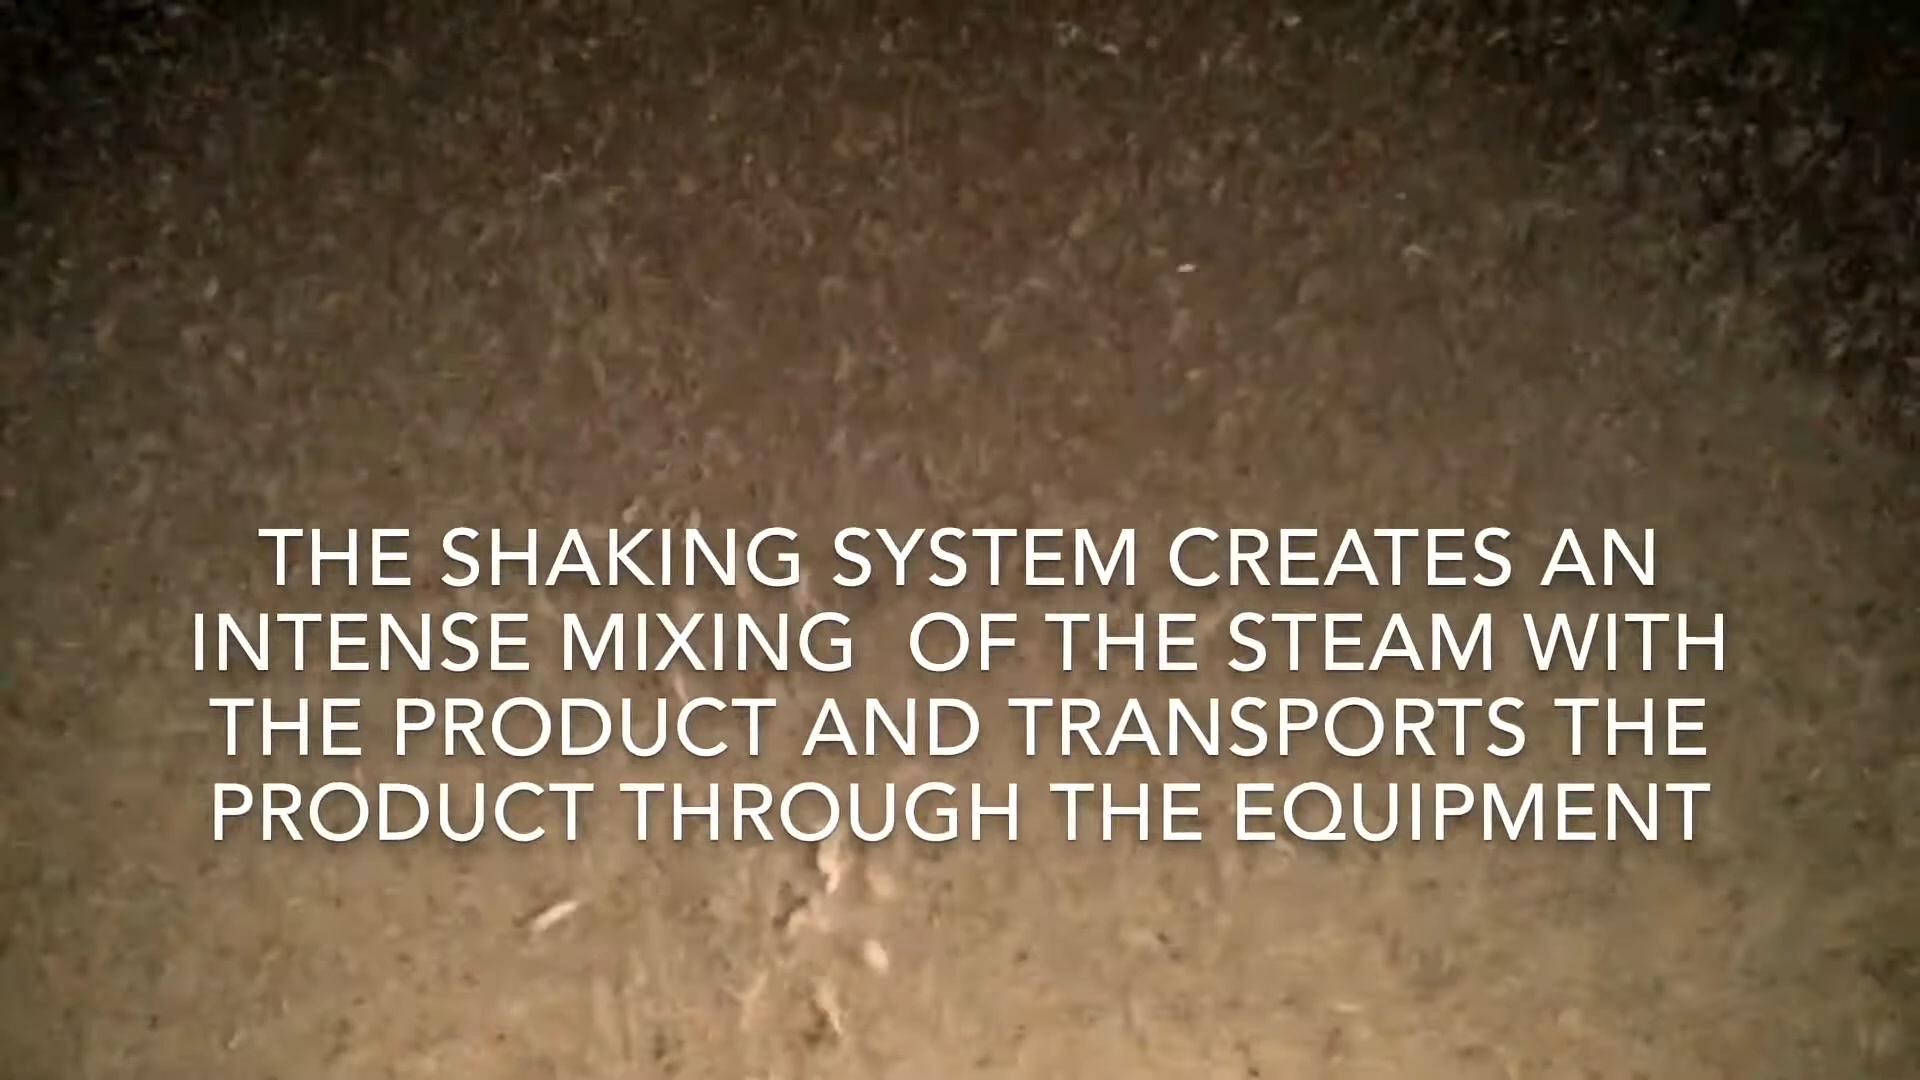 THE SHAKING SYSTEM CREATES AN
INTENSE MIXING  OF THE STEAM WITH
THE PRODUCT AND TRANSPORTS THE
PRODUCT THROUGH THE EQUIPMENT